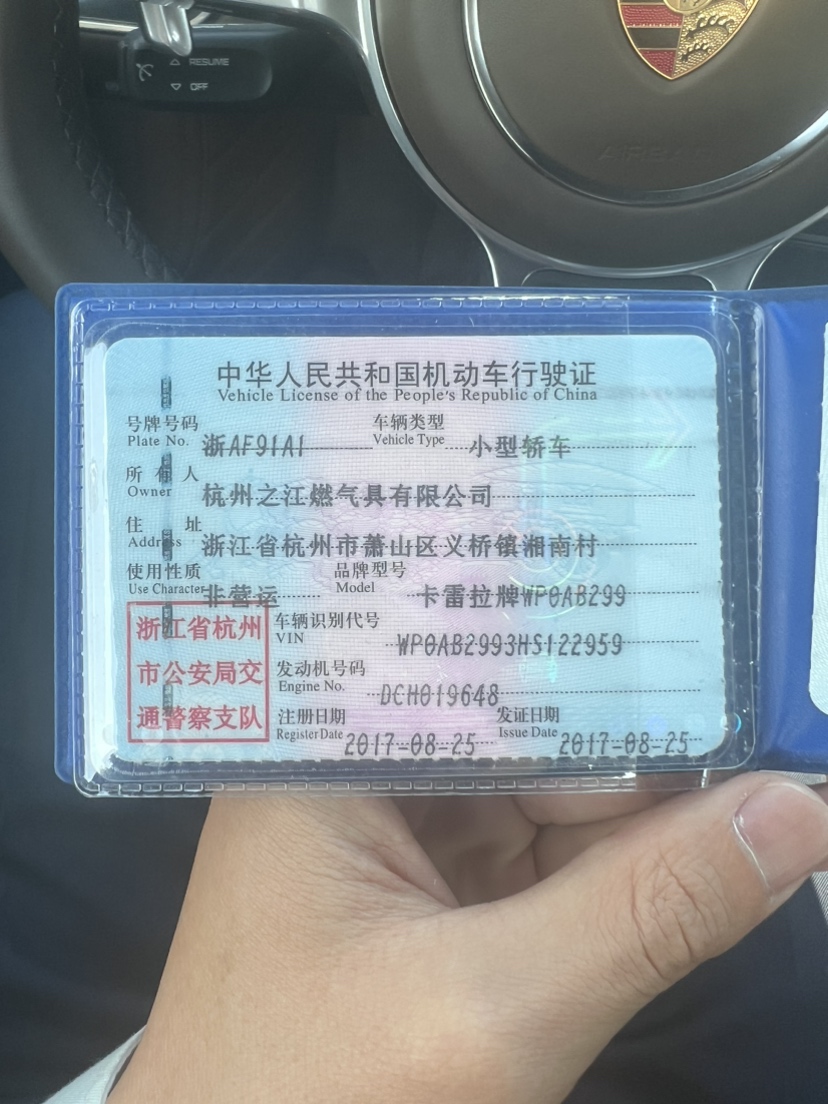 RESUME
OFF
AIRBAG
中华人民共和国机动车行驶证
Vehicle License of the People's Republic of China
号牌号码 车辆类型
Plate No. 浙AF91A1 Vehicle Type 小型轿车
所有人
Owner 杭州之江燃气具有限公司
住址
Address 浙江省杭州市萧山区义桥镇湘南村
使用性质 品牌型号
Use Character 非营运 Model 卡雷拉牌WP0AB299
浙江省杭州
市公安局交
通警察支队
车辆识别代号
VIN WP0AB2993HS122959
发动机号码
Engine No. DCH019648
注册日期 发证日期
Register Date 2017-08-25 Issue Date 2017-08-25